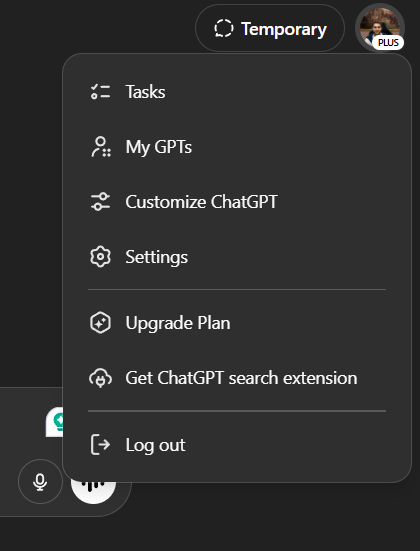 Temporary
PLUS
Tasks
My GPTs
Customize ChatGPT
Settings
Upgrade Plan
Get ChatGPT search extension
Log out